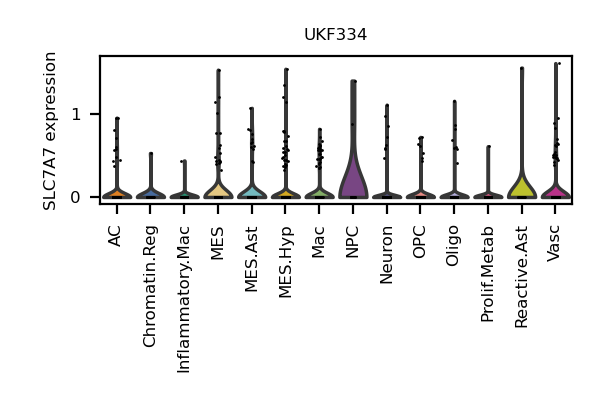 UKF334
SLC7A7 expression
1
0
AC
Chromatin.Reg
Inflammatory.Mac
MES
MES.Ast
MES.Hyp
Mac
NPC
Neuron
OPC
Oligo
Prolif.Metab
Reactive.Ast
Vasc